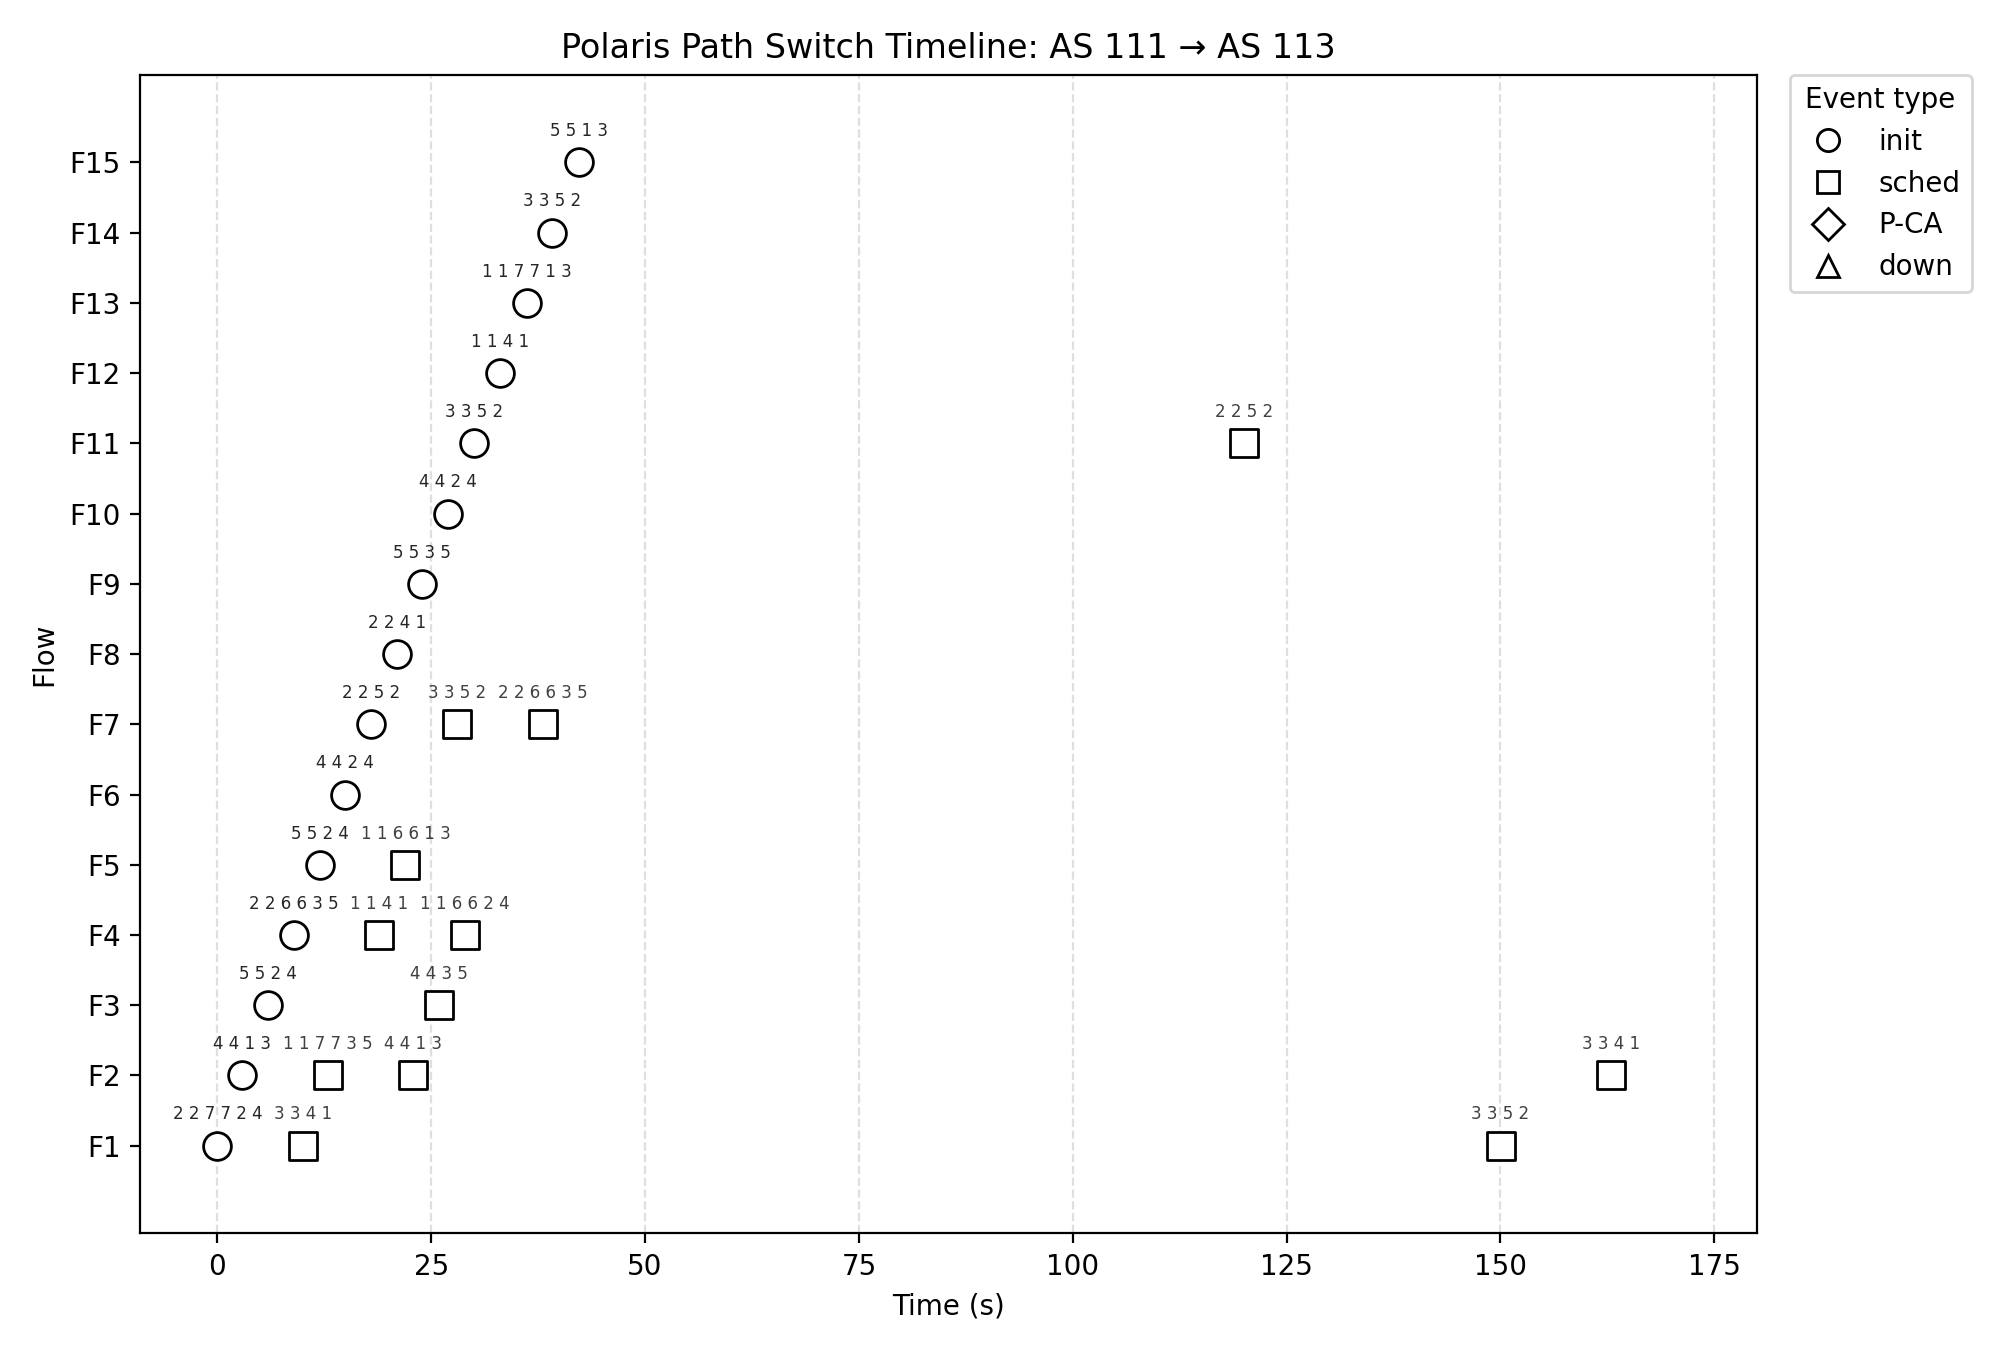 Polaris Path Switch Timeline: AS 111 → AS 113
Event type
init
sched
P-CA
down
Flow
F15
5 5 1 3
F14
3 3 5 2
F13
1 1 7 7 1 3
F12
1 1 4 1
F11
3 3 5 2
2 2 5 2
F10
4 4 2 4
F9
5 5 3 5
F8
2 2 4 1
F7
2 2 5 2
3 3 5 2
2 2 6 6 3 5
F6
4 4 2 4
F5
5 5 2 4
1 1 6 6 1 3
F4
2 2 6 6 3 5
1 1 4 1
1 1 6 6 2 4
F3
5 5 2 4
4 4 3 5
F2
4 4 1 3
1 1 7 7 3 5
4 4 1 3
3 3 4 1
F1
2 2 7 7 2 4
3 3 4 1
3 3 5 2
0 25 50 75 100 125 150 175
Time (s)